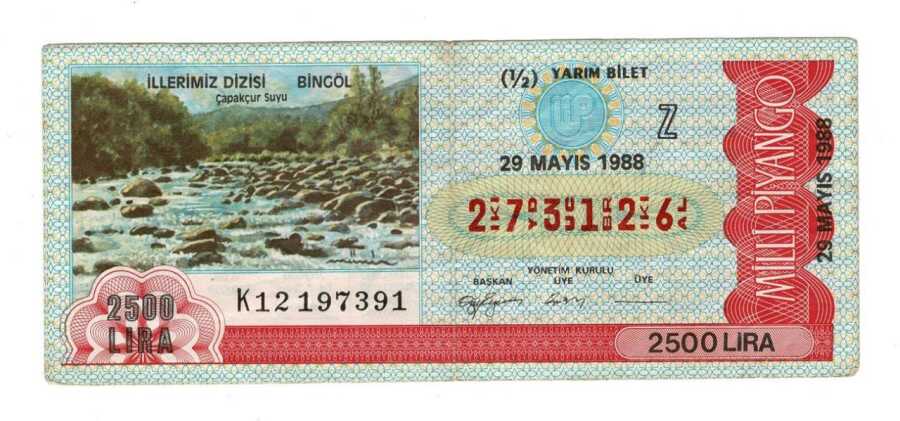 İLLERİMİZ DİZİSİ BİNGÖL
Çapakçur Suyu
K12197391
2500
LIRA
(½) YARIM BİLET
Z
29 MAYIS 1988
2 7 3 1 2 6
YÖNETİM KURULU
BAŞKAN ÜYE ÜYE
2500 LIRA
MİLLİ PİYANGO
29 MAYIS 1988